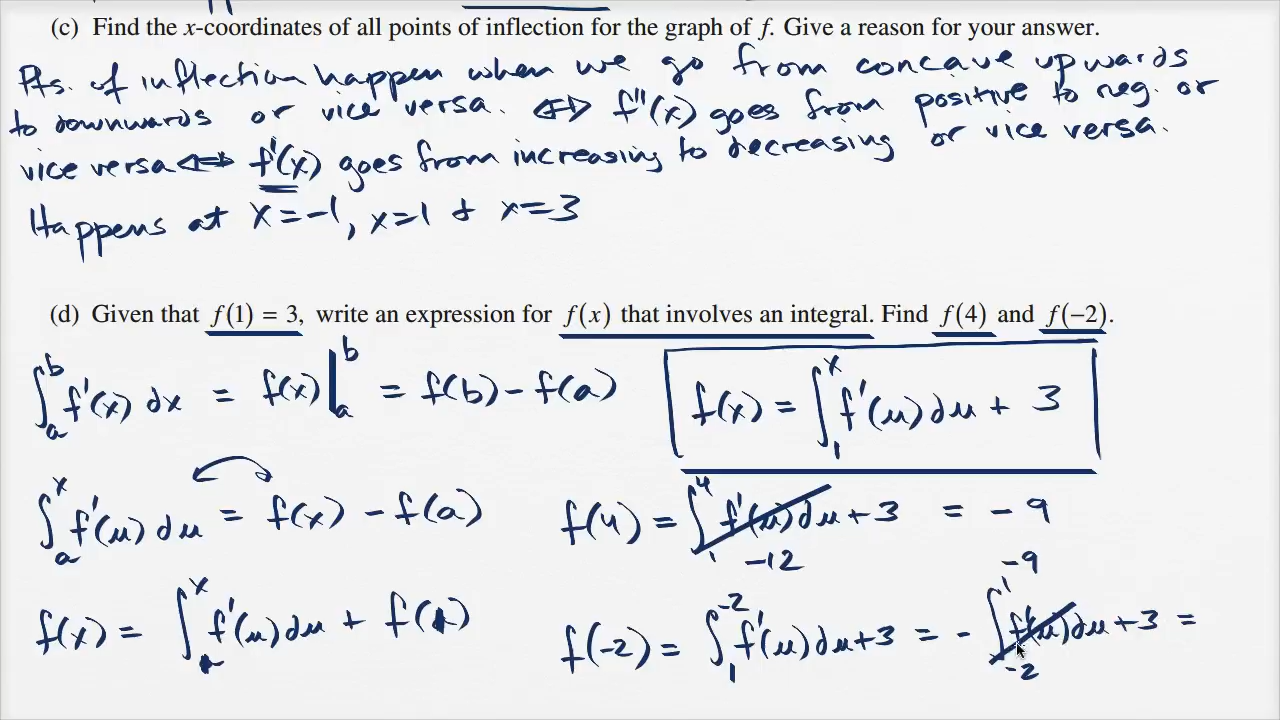 (c) Find the x-coordinates of all points of inflection for the graph of f. Give a reason for your answer.
Pts. of inflection happen when we go from concave upwards
to downwards or vice versa. ⟺ f''(x) goes from positive to neg. or
vice versa ⟺ f'(x) goes from increasing to decreasing or vice versa.
Happens at x=-1, x=1 + x=3
(d) Given that f(1) = 3, write an expression for f(x) that involves an integral. Find f(4) and f(−2).
∫_a^b f'(x) dx = f(x)|_a^b = f(b) - f(a)
f(x) = ∫_1^x f'(u) du + 3
∫_a^x f'(u) du = f(x) - f(a)
f(4) = ∫_1^4 f'(u) du + 3 = -9
-12
f(x) = ∫_1^x f'(u) du + f(1)
-9
f(-2) = ∫_1^-2 f'(u) du + 3 = - ∫_-2^1 f'(u) du + 3 =